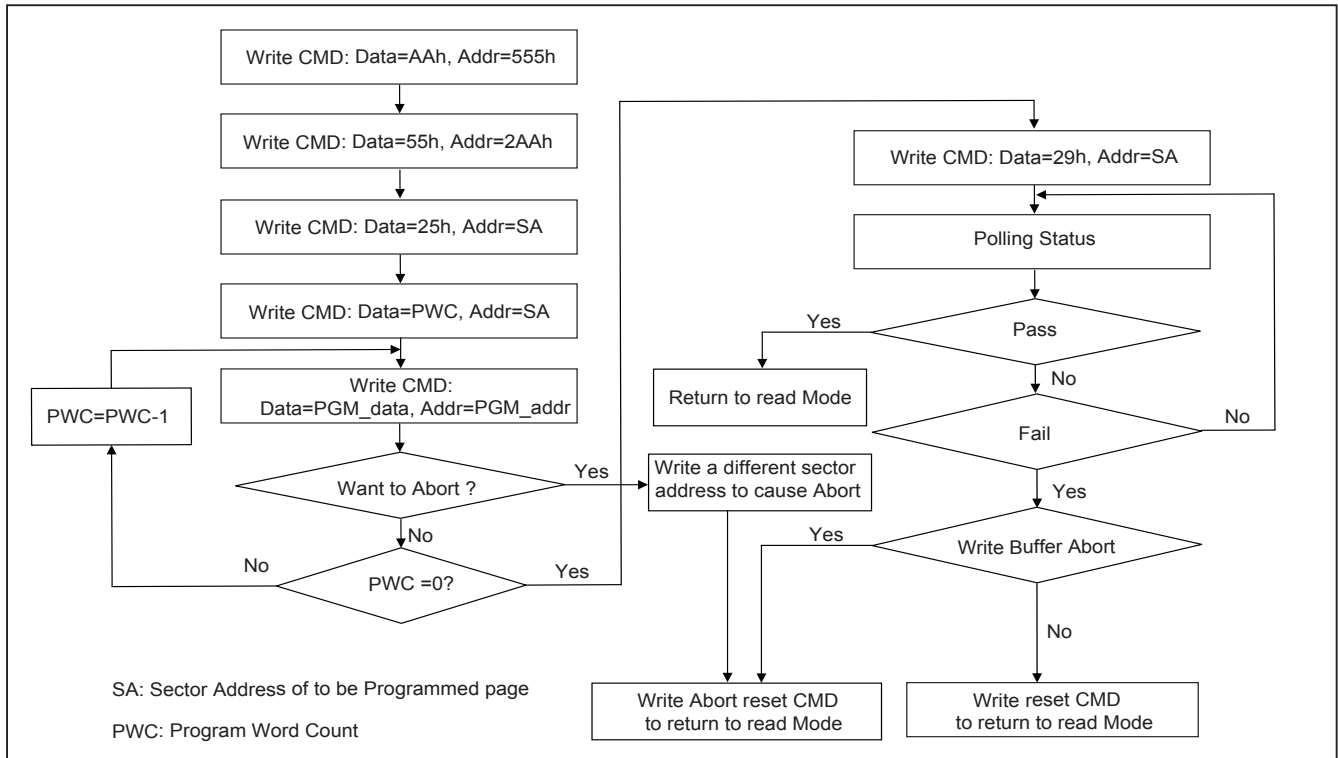 Write CMD: Data=AAh, Addr=555h
Write CMD: Data=55h, Addr=2AAh
Write CMD: Data=25h, Addr=SA
Write CMD: Data=PWC, Addr=SA
Write CMD:
Data=PGM_data, Addr=PGM_addr
PWC=PWC-1
Want to Abort ?
Yes
No
PWC =0?
No
Yes
Write a different sector
address to cause Abort
Write CMD: Data=29h, Addr=SA
Polling Status
Pass
Yes
No
Return to read Mode
Fail
No
Yes
Write Buffer Abort
Yes
No
Write Abort reset CMD
to return to read Mode
Write reset CMD
to return to read Mode
SA: Sector Address of to be Programmed page
PWC: Program Word Count